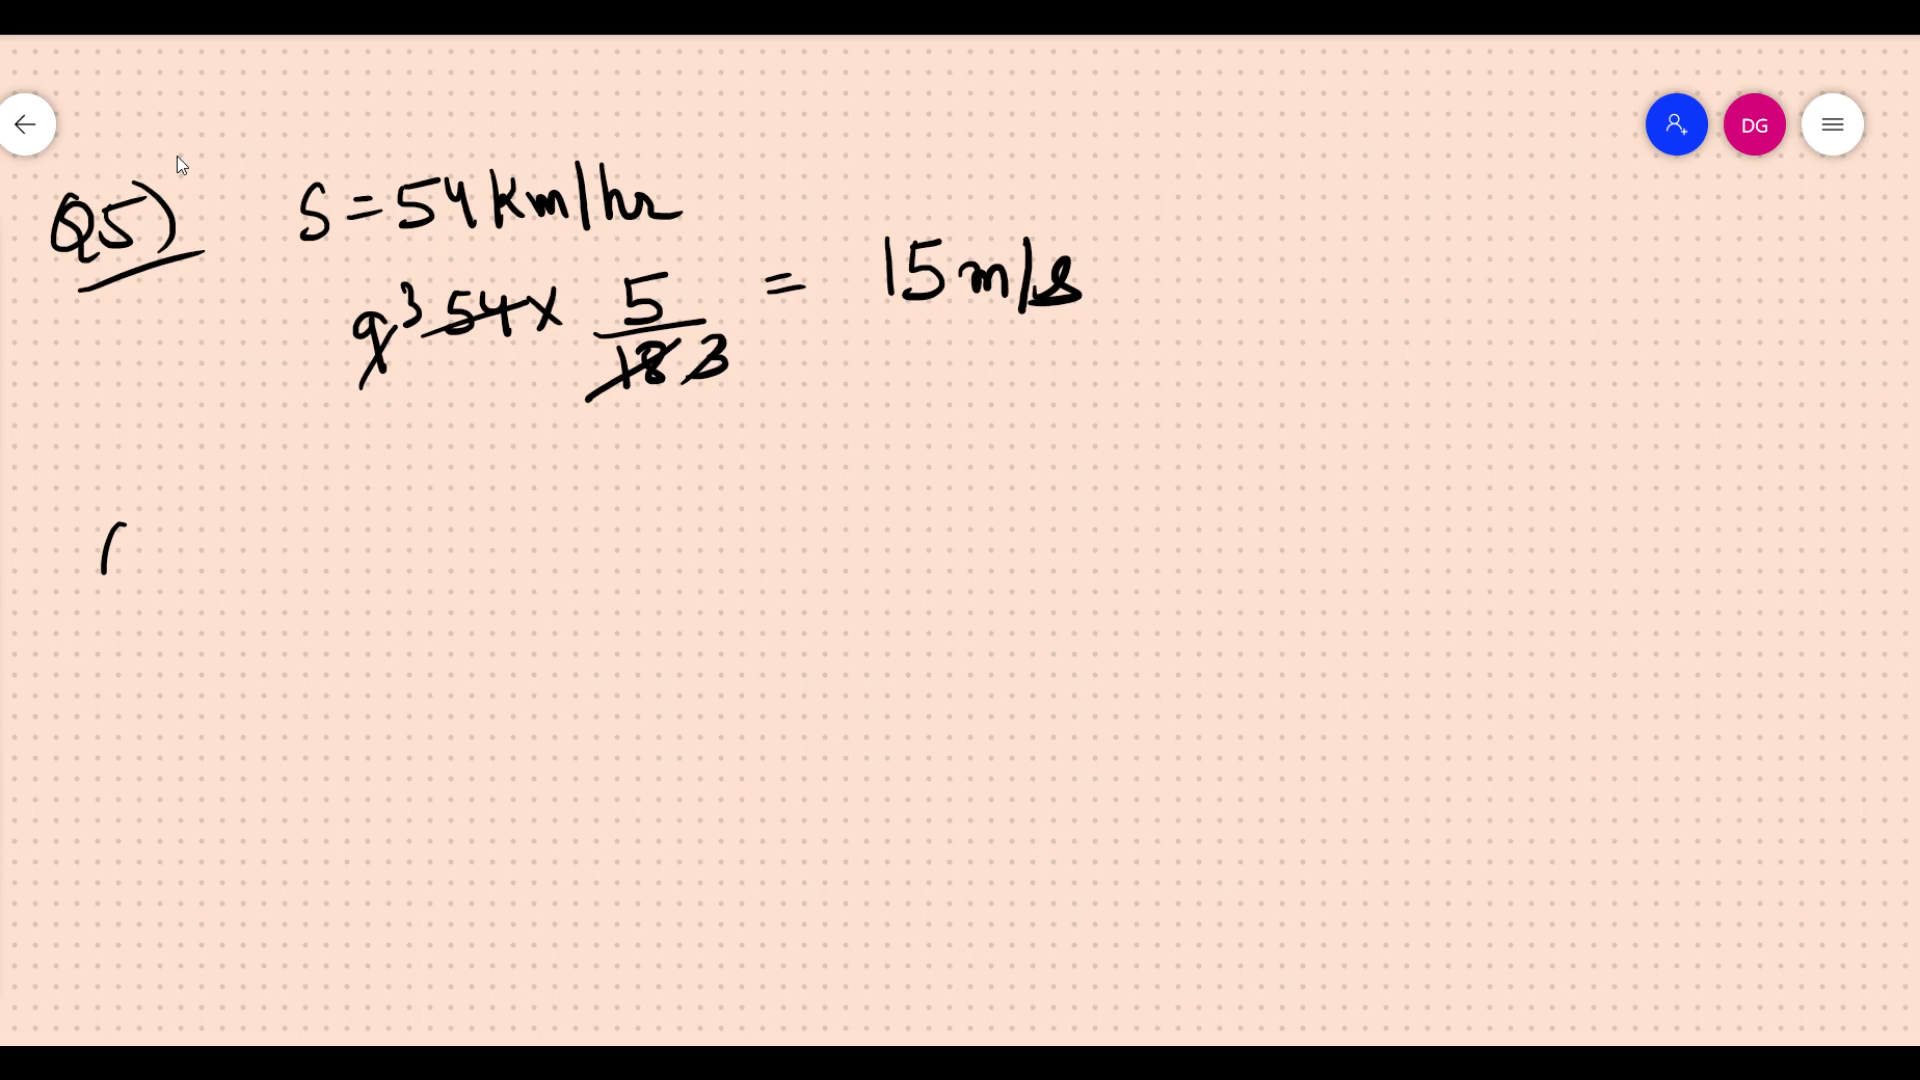 DG
Q5) S = 54 km/hr
9 3 54 x 5/18 3 = 15 m/s
(